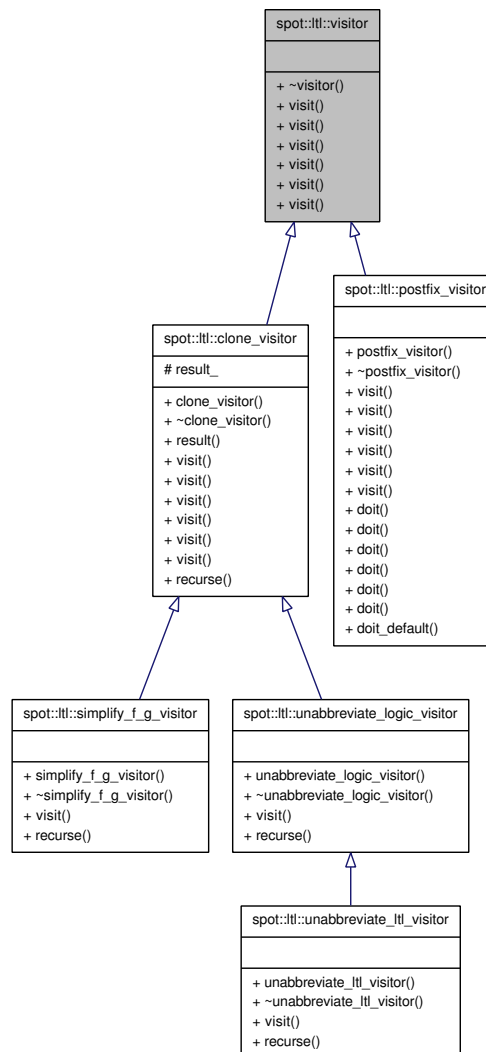 spot::ltl::visitor
+ ~visitor()
+ visit()
+ visit()
+ visit()
+ visit()
+ visit()
+ visit()
spot::ltl::postfix_visitor
+ postfix_visitor()
+ ~postfix_visitor()
+ visit()
+ visit()
+ visit()
+ visit()
+ visit()
+ visit()
+ doit()
+ doit()
+ doit()
+ doit()
+ doit()
+ doit()
+ doit_default()
spot::ltl::clone_visitor
# result_
+ clone_visitor()
+ ~clone_visitor()
+ result()
+ visit()
+ visit()
+ visit()
+ visit()
+ visit()
+ visit()
+ recurse()
spot::ltl::simplify_f_g_visitor
+ simplify_f_g_visitor()
+ ~simplify_f_g_visitor()
+ visit()
+ recurse()
spot::ltl::unabbreviate_logic_visitor
+ unabbreviate_logic_visitor()
+ ~unabbreviate_logic_visitor()
+ visit()
+ recurse()
spot::ltl::unabbreviate_ltl_visitor
+ unabbreviate_ltl_visitor()
+ ~unabbreviate_ltl_visitor()
+ visit()
+ recurse()